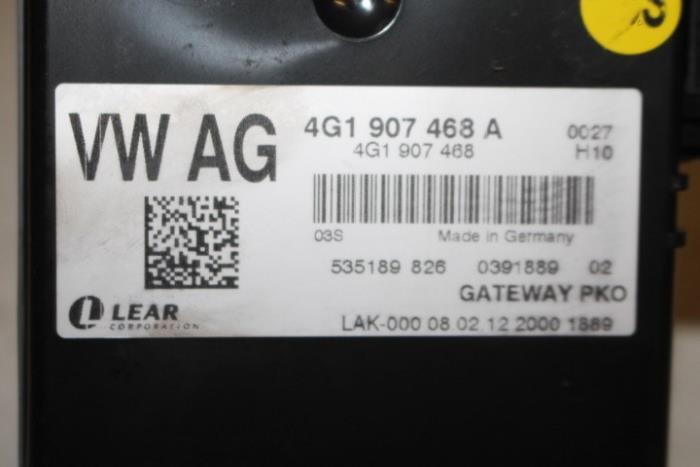 VW AG
4G1 907 468 A 0027
4G1 907 468 H10
03S Made in Germany
535189 826 0391889 02
GATEWAY PKO
LEAR
CORPORATION
LAK-000 08 02 12 2000 1889